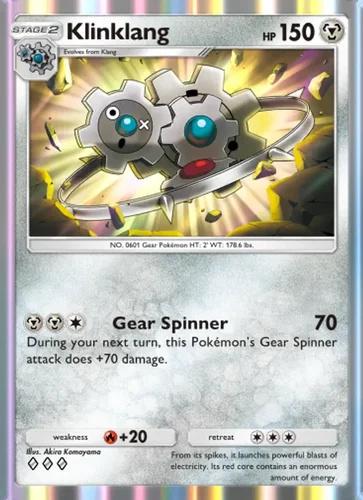 STAGE 2
Klinklang
HP 150
Evolves from Klang
NO. 0601 Gear Pokémon HT: 2' WT: 178.6 lbs.
Gear Spinner 70
During your next turn, this Pokémon's Gear Spinner
attack does +70 damage.
weakness +20 retreat
Illus. Akira Komayama
From its spikes, it launches powerful blasts of
electricity. Its red core contains an enormous
amount of energy.